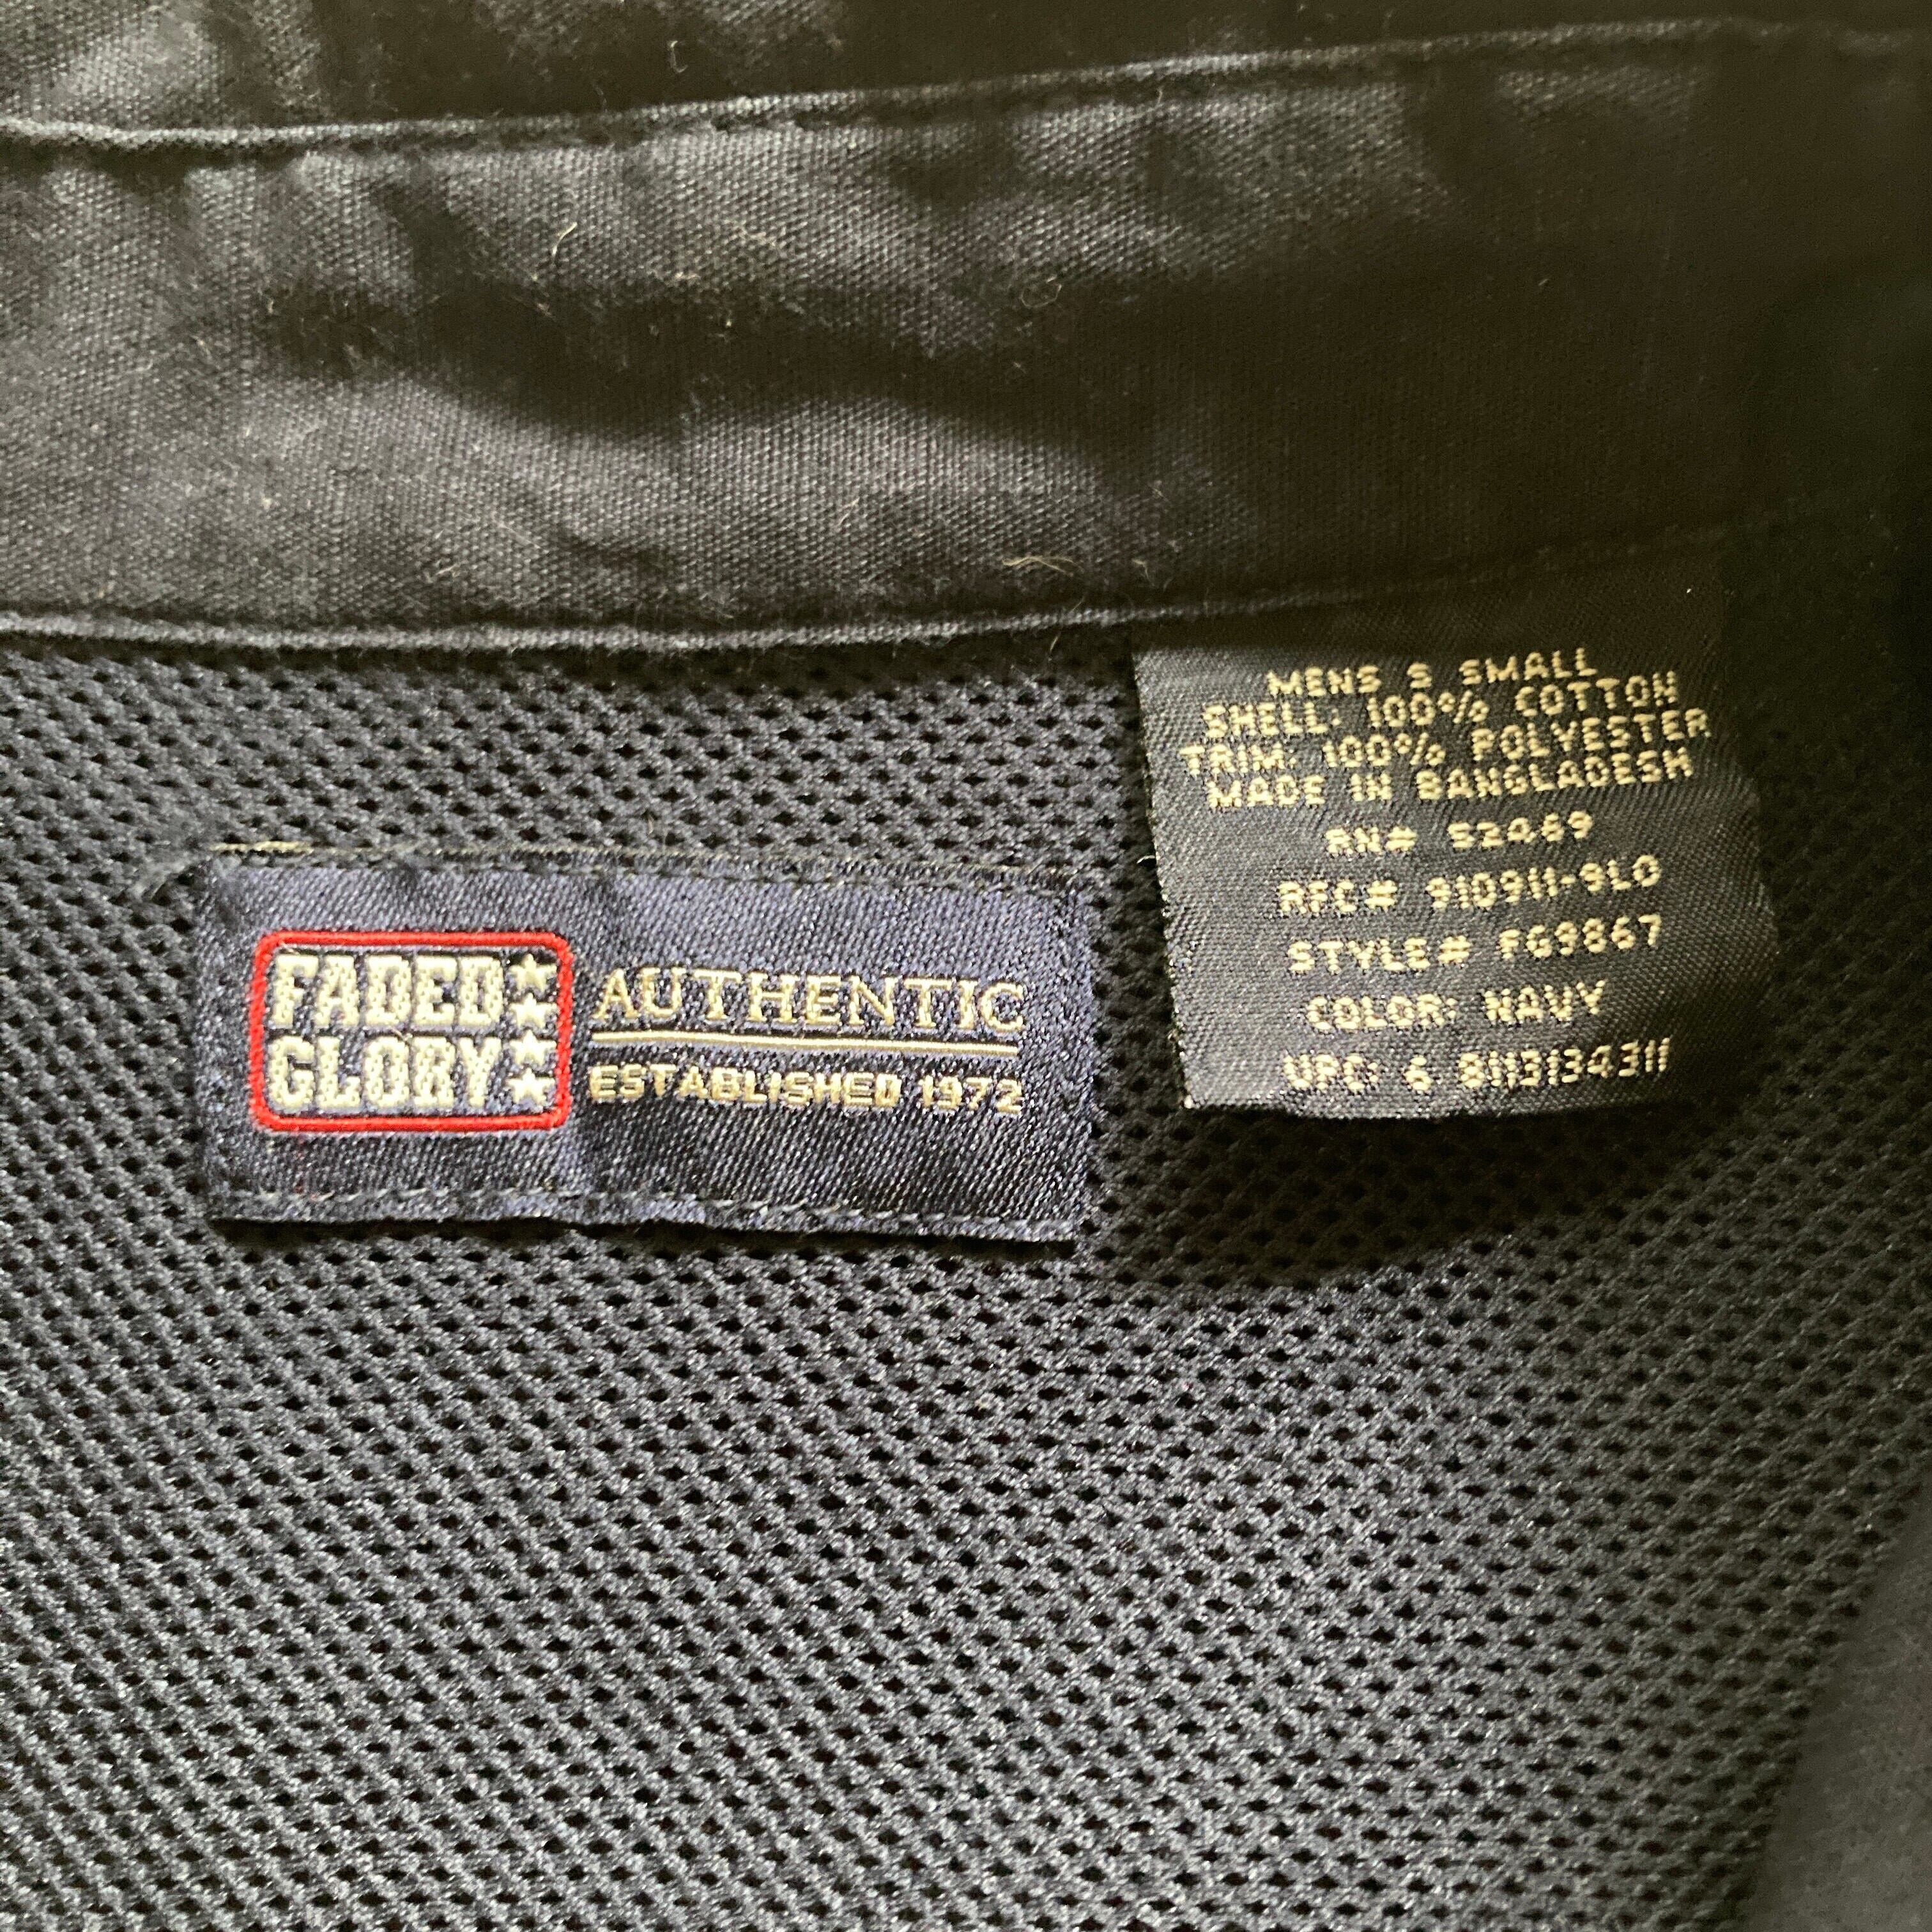 FADED
GLORY
AUTHENTIC
ESTABLISHED 1972
MENS S SMALL
SHELL: 100% COTTON
TRIM: 100% POLYESTER
MADE IN BANGLADESH
RN# 52469
RFC# 910911-9LO
STYLE# FG9867
COLOR: NAVY
UPC: 6 8113134311